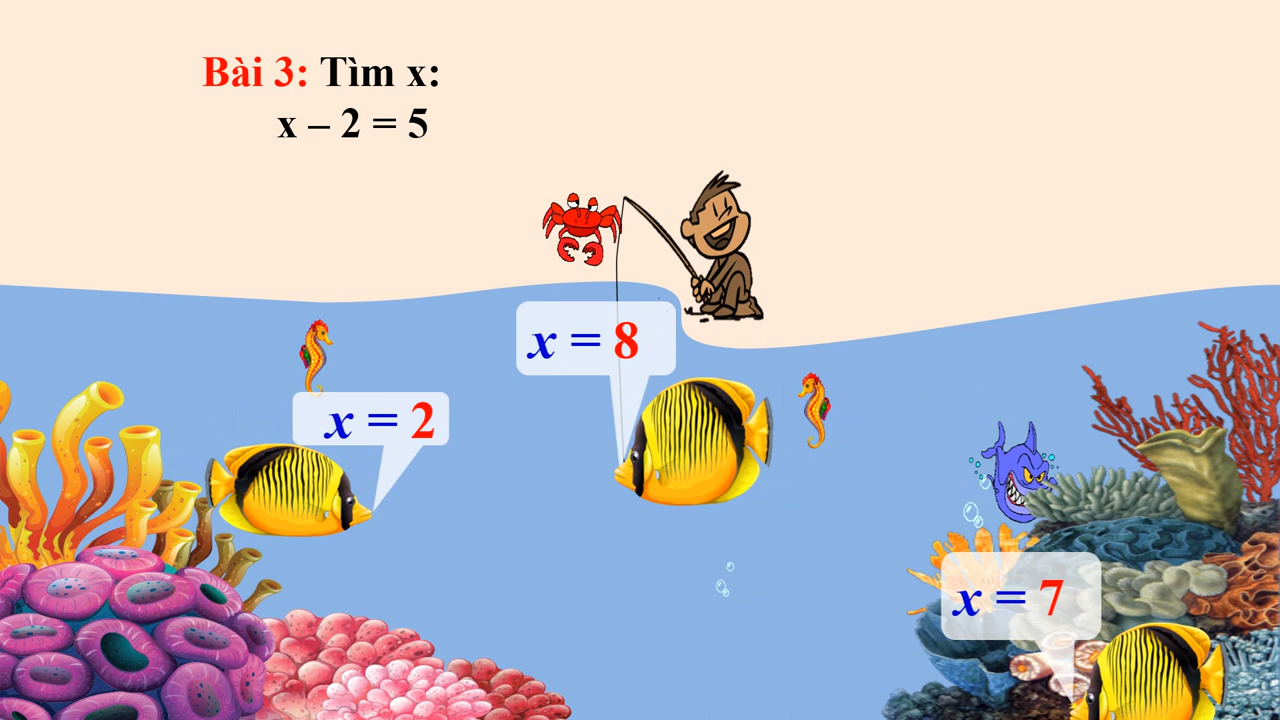 Bài 3: Tìm x:
x – 2 = 5
x = 8
x = 2
x = 7